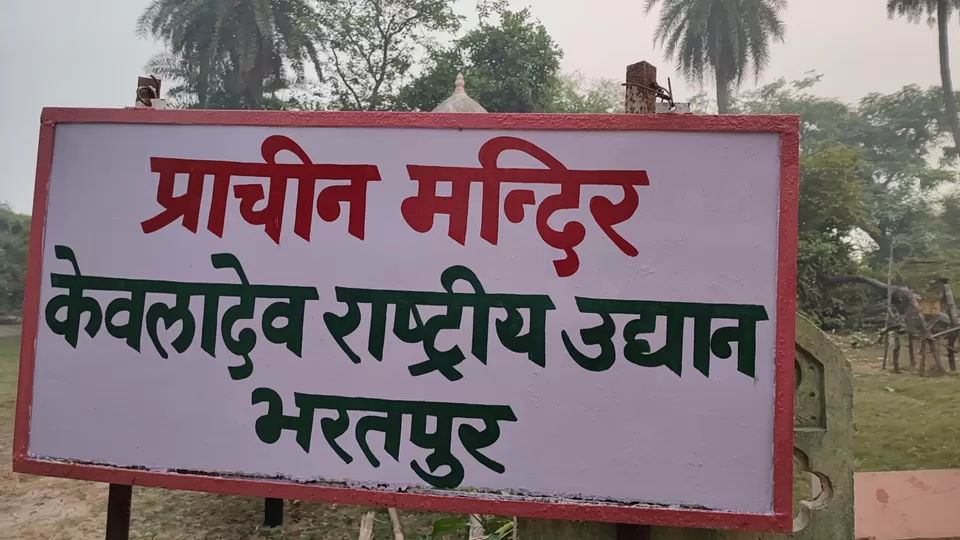 प्राचीन मन्दिर
केवलादेव राष्ट्रीय उद्यान
भरतपुर